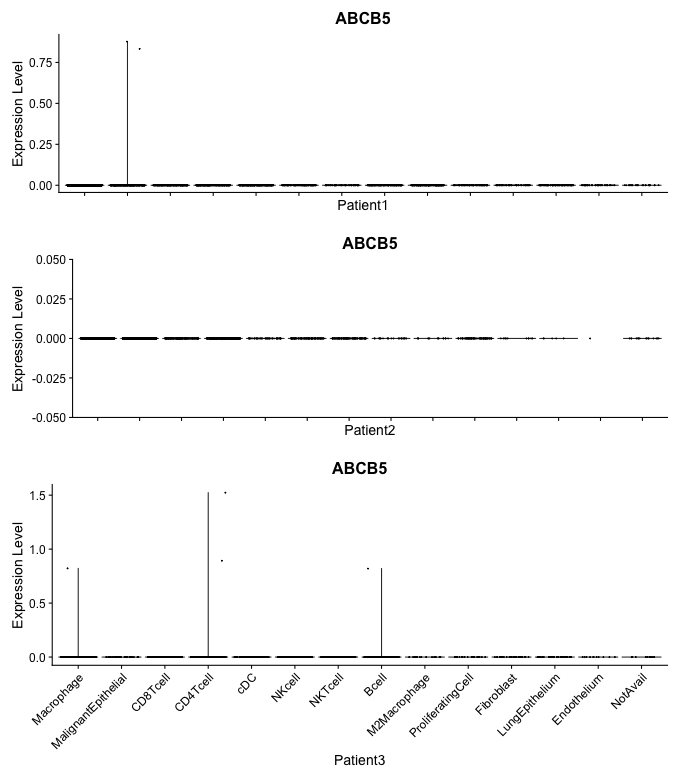 ABCB5
Expression Level
0.75
0.50
0.25
0.00
Patient1
ABCB5
Expression Level
0.050
0.025
0.000
-0.025
-0.050
Patient2
ABCB5
Expression Level
1.5
1.0
0.5
0.0
Macrophage
MalignantEpithelial
CD8Tcell
CD4Tcell
cDC
NKcell
NKTcell
Bcell
M2Macrophage
ProliferatingCell
Fibroblast
LungEpithelium
Endothelium
NotAvail
Patient3